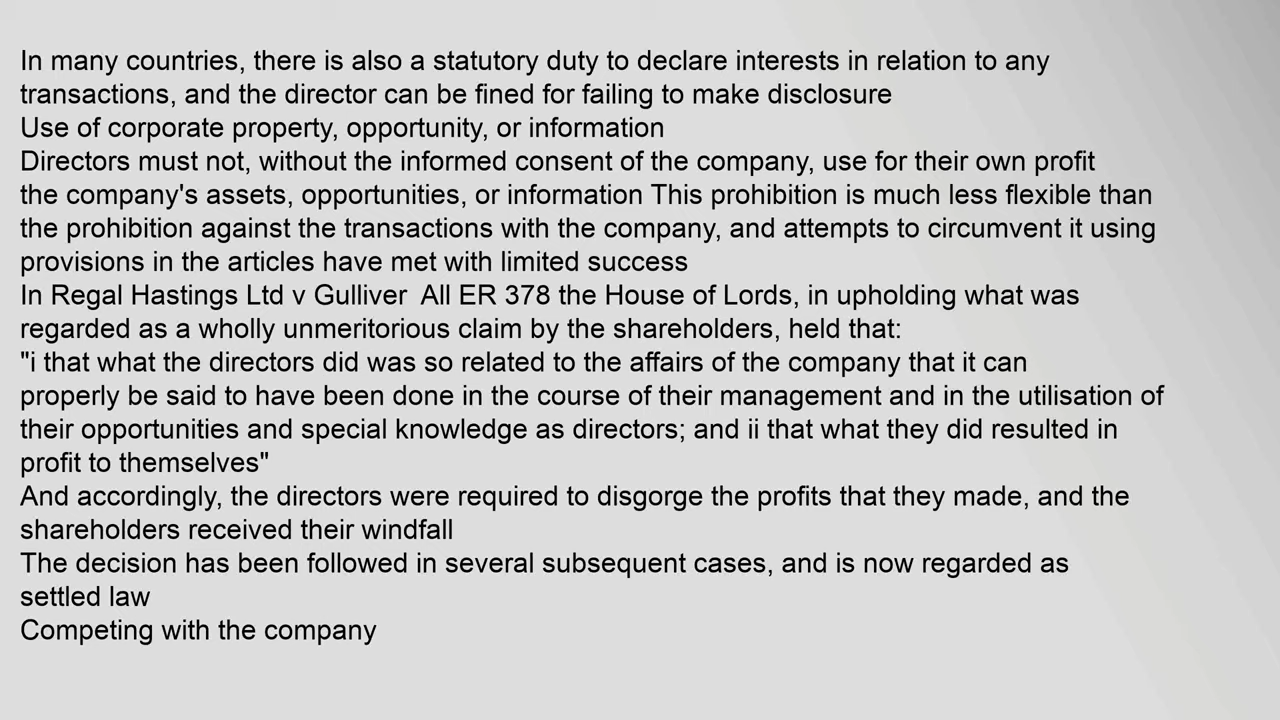 In many countries, there is also a statutory duty to declare interests in relation to any
transactions, and the director can be fined for failing to make disclosure
Use of corporate property, opportunity, or information
Directors must not, without the informed consent of the company, use for their own profit
the company's assets, opportunities, or information This prohibition is much less flexible than
the prohibition against the transactions with the company, and attempts to circumvent it using
provisions in the articles have met with limited success
In Regal Hastings Ltd v Gulliver  All ER 378 the House of Lords, in upholding what was
regarded as a wholly unmeritorious claim by the shareholders, held that:
"i that what the directors did was so related to the affairs of the company that it can
properly be said to have been done in the course of their management and in the utilisation of
their opportunities and special knowledge as directors; and ii that what they did resulted in
profit to themselves"
And accordingly, the directors were required to disgorge the profits that they made, and the
shareholders received their windfall
The decision has been followed in several subsequent cases, and is now regarded as
settled law
Competing with the company